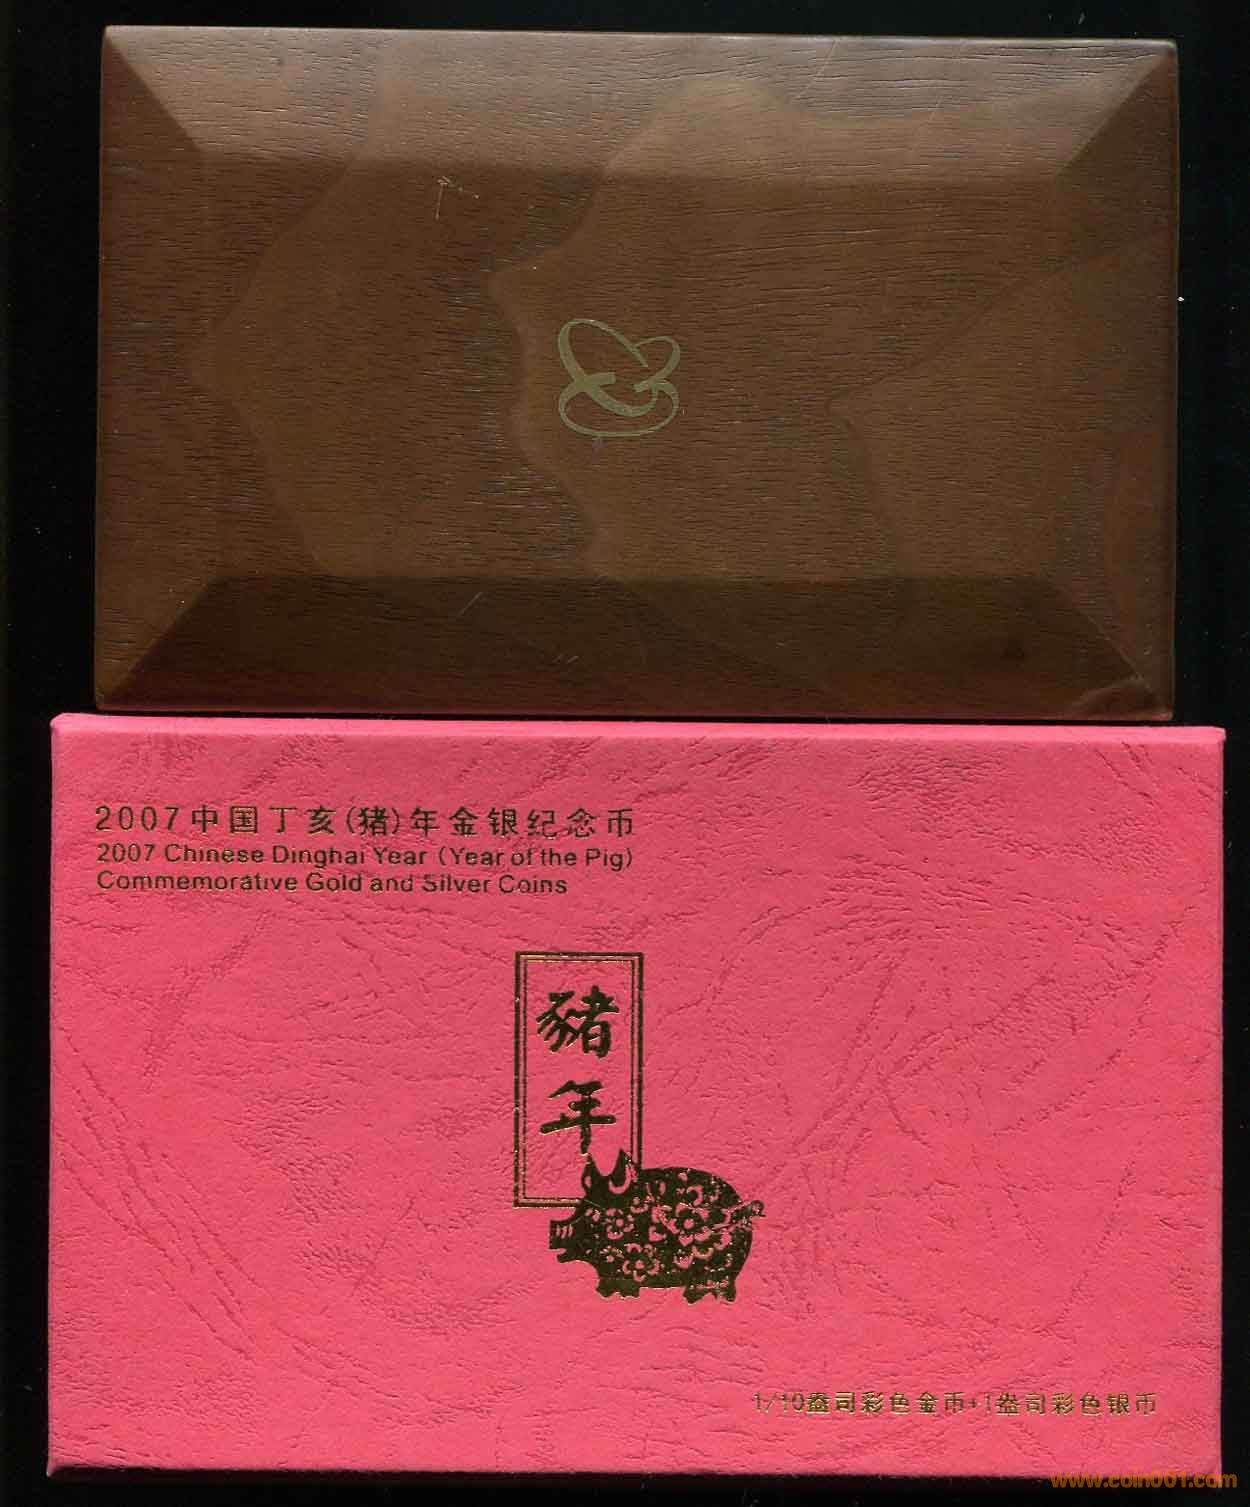 2007中国丁亥(猪)年金银纪念币
2007 Chinese Dinghai Year (Year of the Pig)
Commemorative Gold and Silver Coins
豬
年
1/10盎司彩色金币+1盎司彩色银币
www.coin001.com